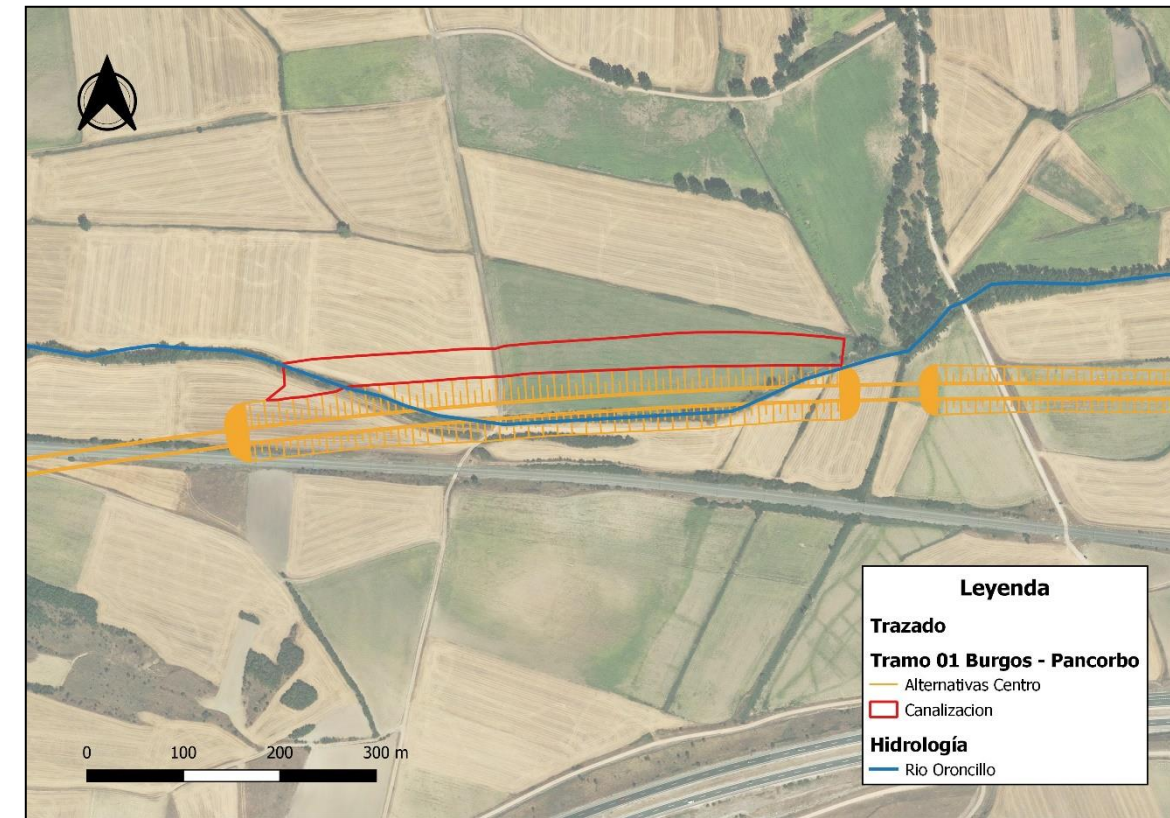 Leyenda
Trazado
Tramo 01 Burgos - Pancorbo
Alternativas Centro
Canalizacion
Hidrología
Rio Oroncillo
0 100 200 300 m